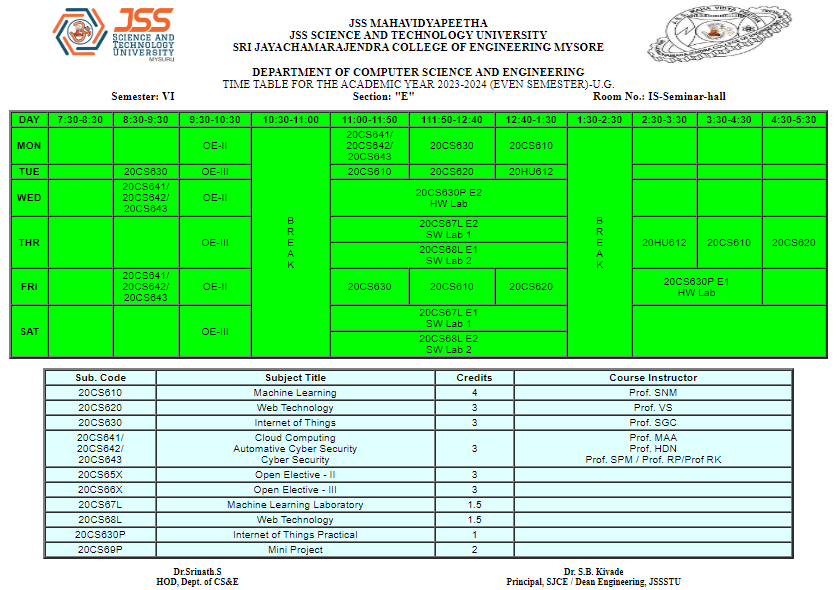 JSS
SCIENCE AND
TECHNOLOGY
UNIVERSITY
MYSURU
JSS MAHAVIDYAPEETHA
JSS SCIENCE AND TECHNOLOGY UNIVERSITY
SRI JAYACHAMARAJENDRA COLLEGE OF ENGINEERING MYSORE
DEPARTMENT OF COMPUTER SCIENCE AND ENGINEERING
TIME TABLE FOR THE ACADEMIC YEAR 2023-2024 (EVEN SEMESTER)-U.G.
Semester: VI Section: "E" Room No.: IS-Seminar-hall
DAY 7:30-8:30 8:30-9:30 9:30-10:30 10:30-11:00 11:00-11:50 111:50-12:40 12:40-1:30 1:30-2:30 2:30-3:30 3:30-4:30 4:30-5:30
MON OE-II 20CS641/ 20CS630 20CS610
20CS642/
20CS643
TUE 20CS630 OE-III 20CS610 20CS620 20HU612
WED 20CS641/ OE-II 20CS630P E2
20CS642/ HW Lab
20CS643
B R E A K
B R E A K
THR OE-III 20CS67L E2 20HU612 20CS610 20CS620
SW Lab 1
20CS68L E1
SW Lab 2
FRI 20CS641/ OE-II 20CS630 20CS610 20CS620 20CS630P E1
20CS642/ HW Lab
20CS643
SAT OE-III 20CS67L E1
SW Lab 1
20CS68L E2
SW Lab 2
Sub. Code Subject Title Credits Course Instructor
20CS610 Machine Learning 4 Prof. SNM
20CS620 Web Technology 3 Prof. VS
20CS630 Internet of Things 3 Prof. SGC
20CS641/ Cloud Computing Prof. MAA
20CS642/ Automative Cyber Security 3 Prof. HDN
20CS643 Cyber Security Prof. SPM / Prof. RP/Prof RK
20CS65X Open Elective - II 3
20CS66X Open Elective - III 3
20CS67L Machine Learning Laboratory 1.5
20CS68L Web Technology 1.5
20CS630P Internet of Things Practical 1
20CS69P Mini Project 2
Dr.Srinath.S Dr. S.B. Kivade
HOD, Dept. of CS&E Principal, SJCE / Dean Engineering, JSSSTU